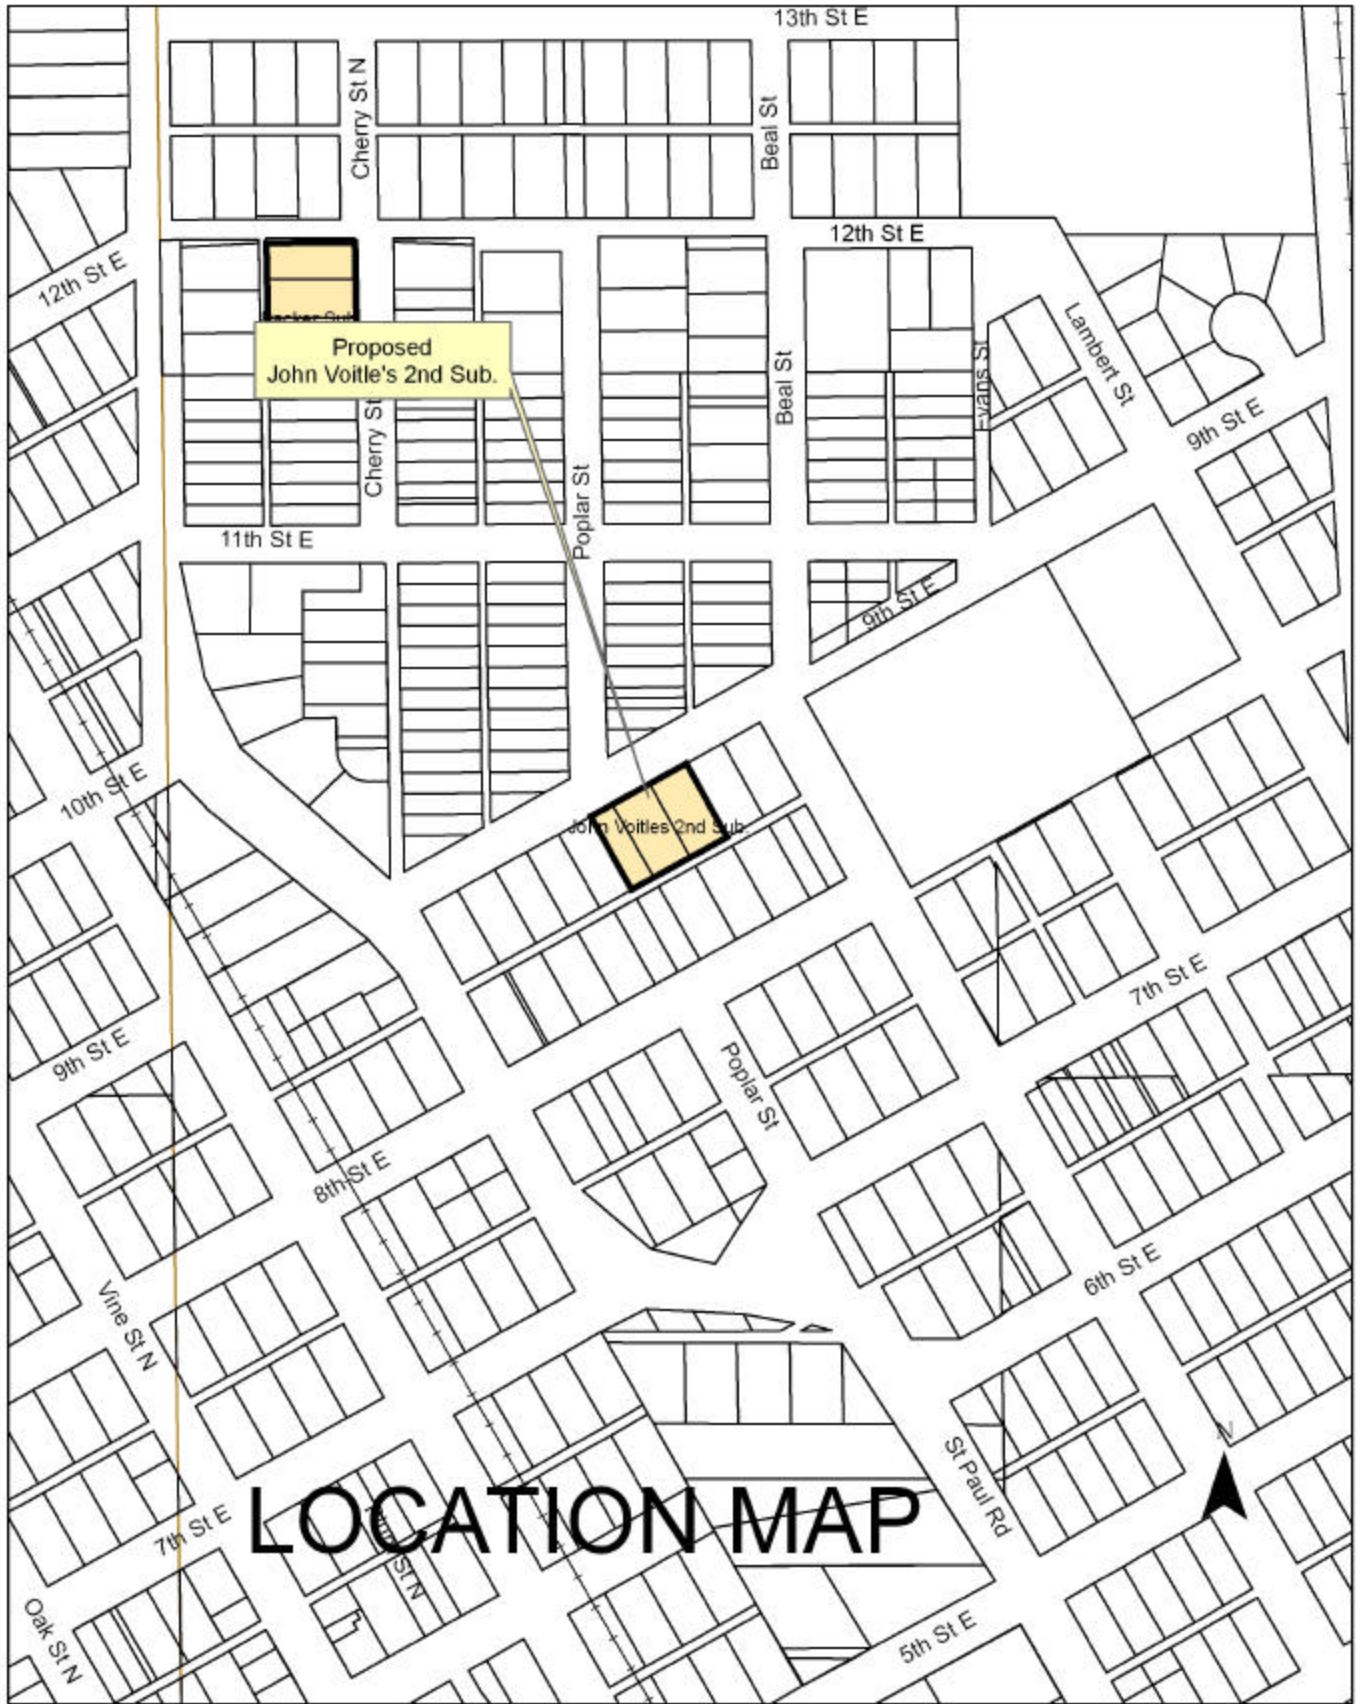 13th St E
Cherry St N
Beal St
12th St E
12th St E
Proposed
John Voitle's 2nd Sub.
Lambert St
Beal St
Evans St
Cherry St
9th St E
Poplar St
11th St E
9th St E
10th St E
John Voitles 2nd Sub.
7th St E
9th St E
Poplar St
8th St E
6th St E
Vine St N
N
St Paul Rd
LOCATION MAP
7th St E
St N
Oak St N
5th St E